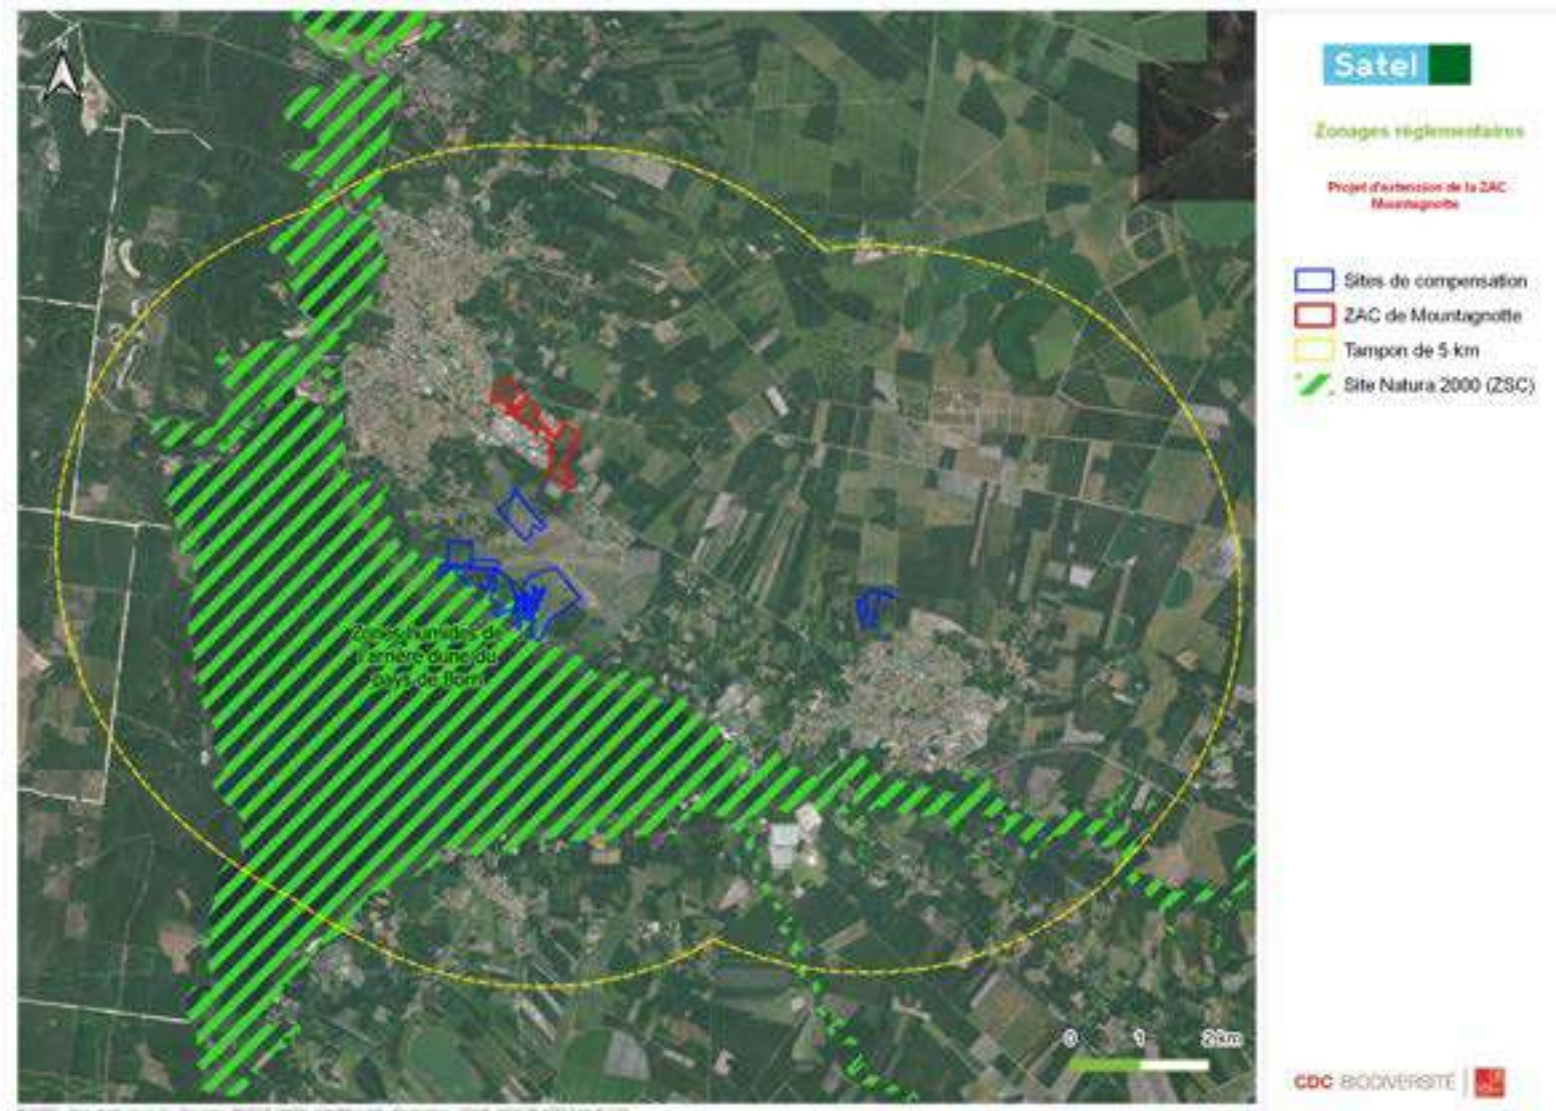 Satel
Zonages réglementaires
Projet d'extension de la ZAC
Mountagnotte
Sites de compensation
ZAC de Mountagnotte
Tampon de 5 km
Site Natura 2000 (ZSC)
Zones humides de
l'arrière dune du
pays de Born
0 1 2 km
CDC BIODIVERSITÉ